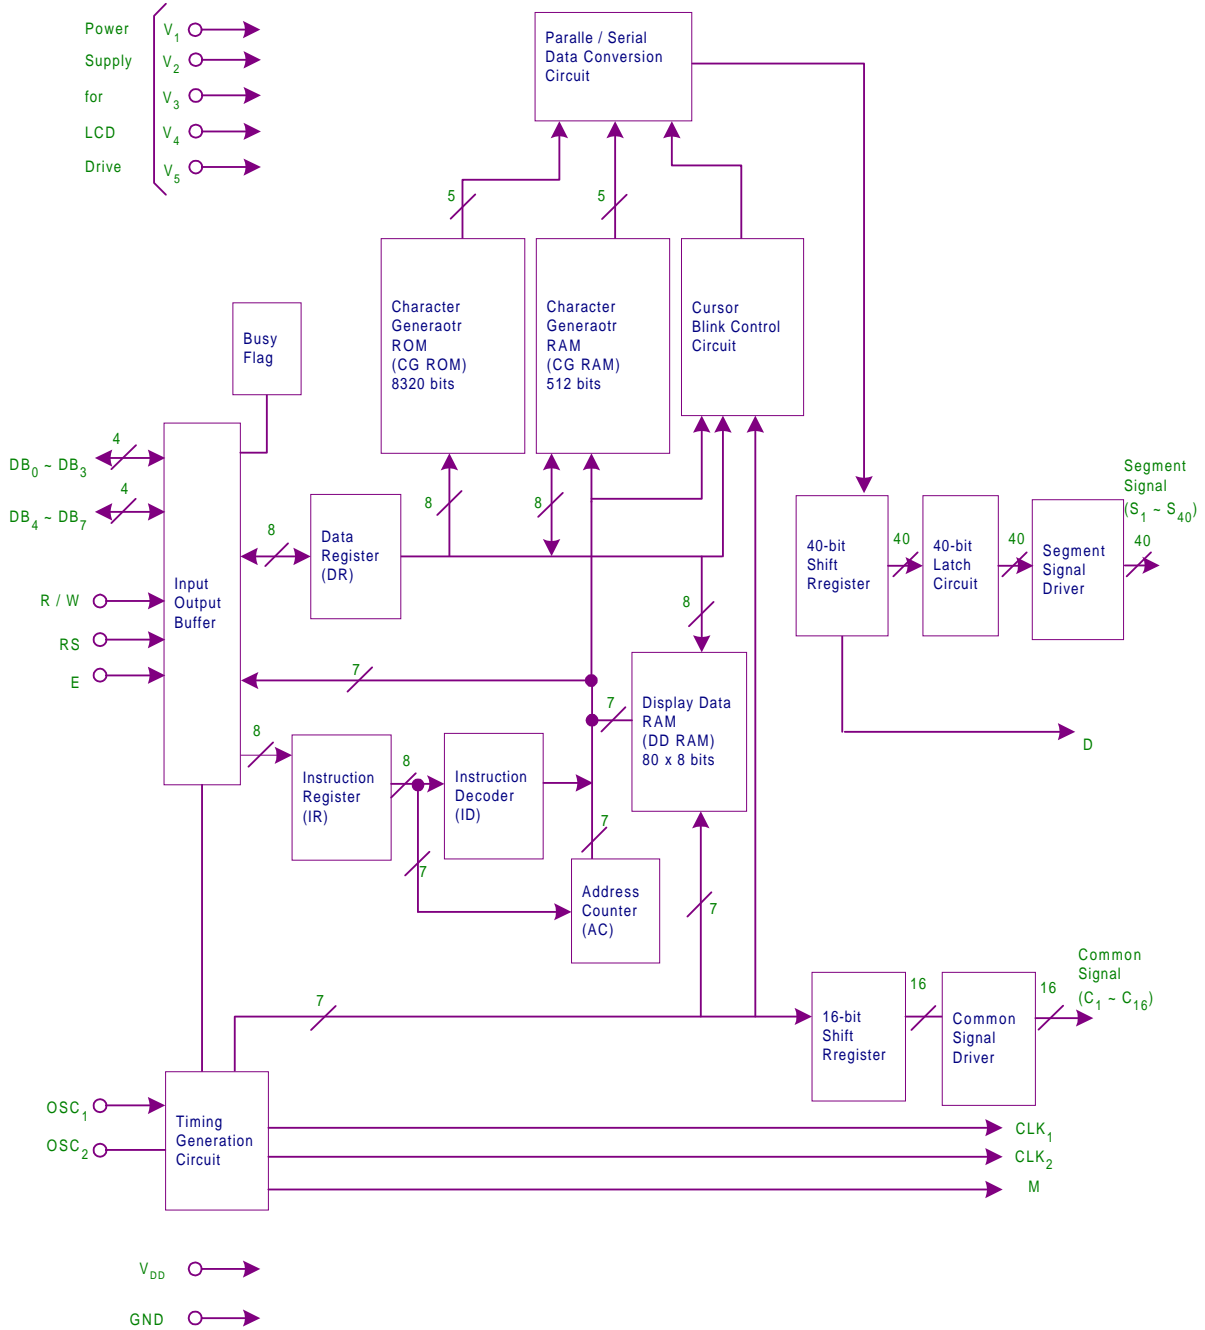 Power V1
Supply V2
for V3
LCD V4
Drive V5
Paralle / Serial
Data Conversion
Circuit
5
5
Character
Generaotr
ROM
(CG ROM)
8320 bits
Character
Generaotr
RAM
(CG RAM)
512 bits
Cursor
Blink Control
Circuit
Busy
Flag
4
DB0 ~ DB3
4
DB4 ~ DB7
R / W
RS
E
Input
Output
Buffer
8
Data
Register
(DR)
8
8
8
7
7
Display Data
RAM
(DD RAM)
80 x 8 bits
8
Instruction
Register
(IR)
8
Instruction
Decoder
(ID)
7
7
Address
Counter
(AC)
7
40-bit
Shift
Rregister
40
40-bit
Latch
Circuit
40
Segment
Signal
Driver
Segment
Signal
(S1 ~ S40)
40
D
7
16-bit
Shift
Rregister
16
Common
Signal
Driver
16
Common
Signal
(C1 ~ C16)
OSC1
OSC2
Timing
Generation
Circuit
CLK1
CLK2
M
VDD
GND